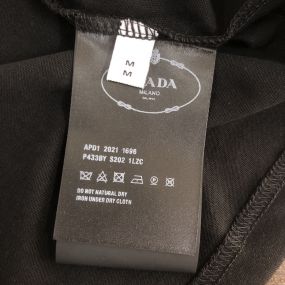 M
M
PRADA
MILANO
APD1 2021 1696
P433BY S202 1LZC
DO NOT NATURAL DRY
IRON UNDER DRY CLOTH